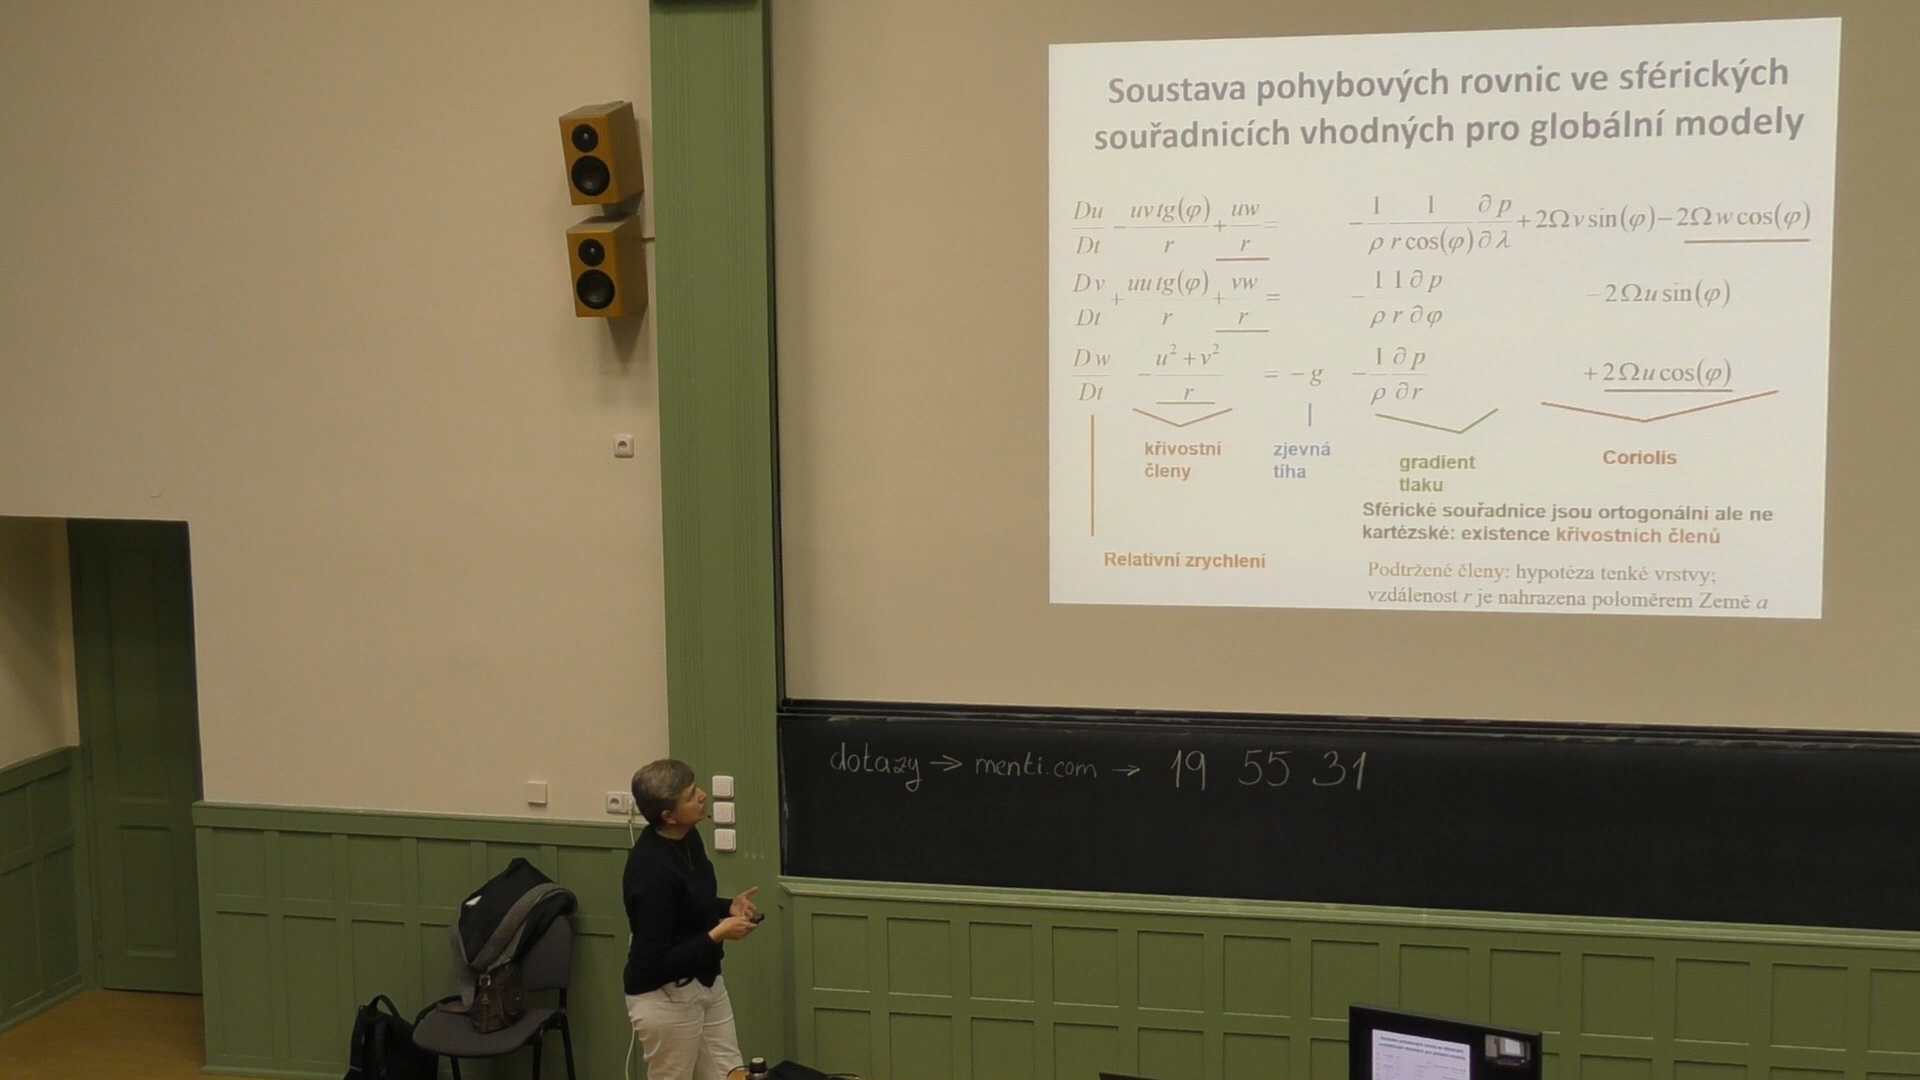 Soustava pohybových rovnic ve sférických
souřadnicích vhodných pro globální modely
Du/Dt - uv tg(φ)/r + uw/r = - 1/ρ 1/(r cos(φ)) ∂p/∂λ + 2Ωv sin(φ) - 2Ωw cos(φ)
Dv/Dt + uu tg(φ)/r + vw/r = - 1/ρ 1/r ∂p/∂φ - 2Ωu sin(φ)
Dw/Dt - (u² + v²)/r = -g - 1/ρ ∂p/∂r + 2Ωu cos(φ)
křivostní
členy
zjevná
tíha
gradient
tlaku
Coriolis
Relativní zrychlení
Sférické souřadnice jsou ortogonální ale ne
kartézské: existence křivostních členů
Podtržené členy: hypotéza tenké vrstvy;
vzdálenost r je nahrazena poloměrem Země a
dotazy → menti.com → 19 55 31